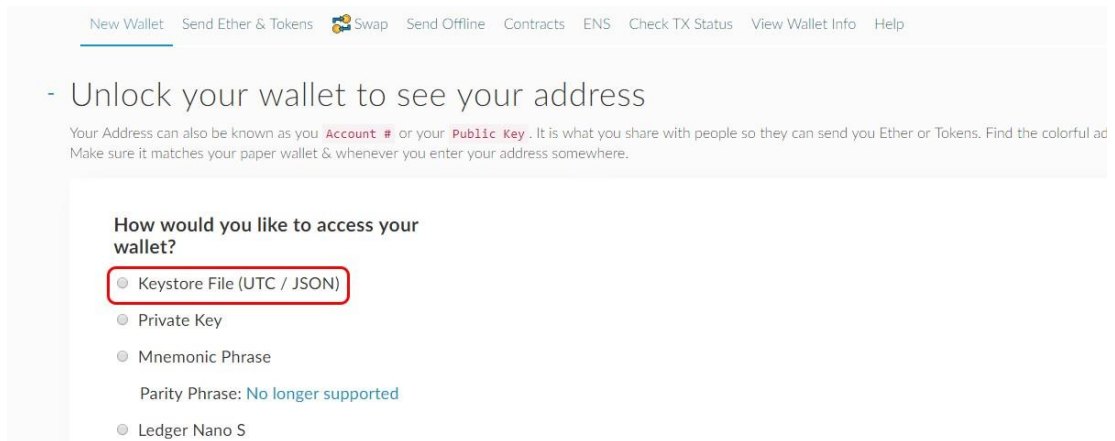 New Wallet Send Ether & Tokens Swap Send Offline Contracts ENS Check TX Status View Wallet Info Help
- Unlock your wallet to see your address
Your Address can also be known as you Account # or your Public Key . It is what you share with people so they can send you Ether or Tokens. Find the colorful
Make sure it matches your paper wallet & whenever you enter your address somewhere.
How would you like to access your
wallet?
Keystore File (UTC / JSON)
Private Key
Mnemonic Phrase
Parity Phrase: No longer supported
Ledger Nano S